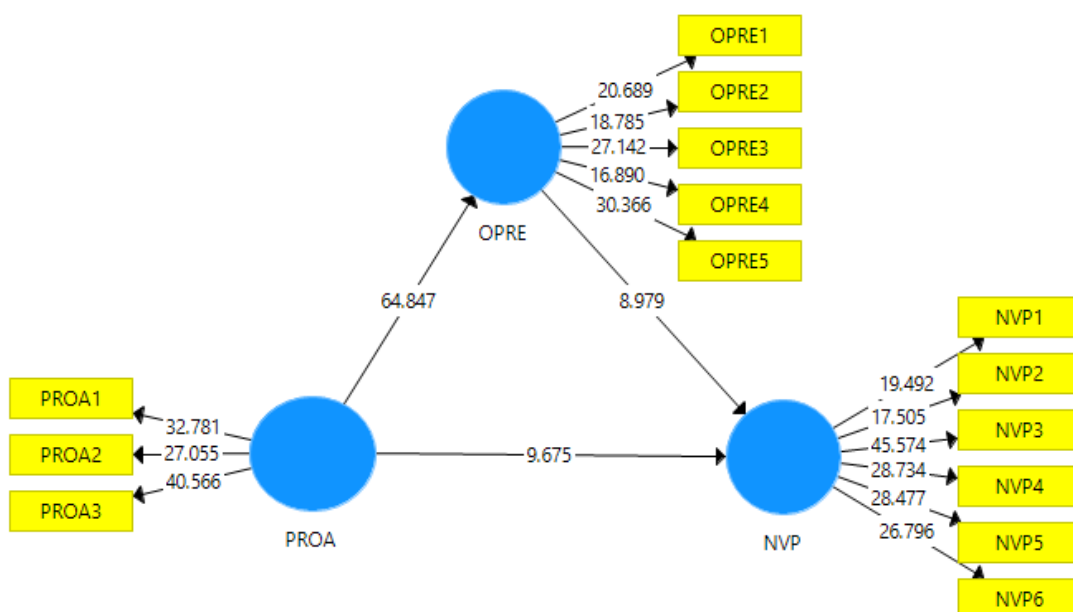 OPRE1
20.689
OPRE2
18.785
27.142
OPRE3
16.890
OPRE4
30.366
OPRE
OPRE5
64.847
8.979
NVP1
19.492
NVP2
17.505
PROA1
32.781
NVP3
45.574
PROA2
27.055
9.675
28.734
NVP4
40.566
28.477
PROA3
26.796
NVP5
PROA
NVP
NVP6